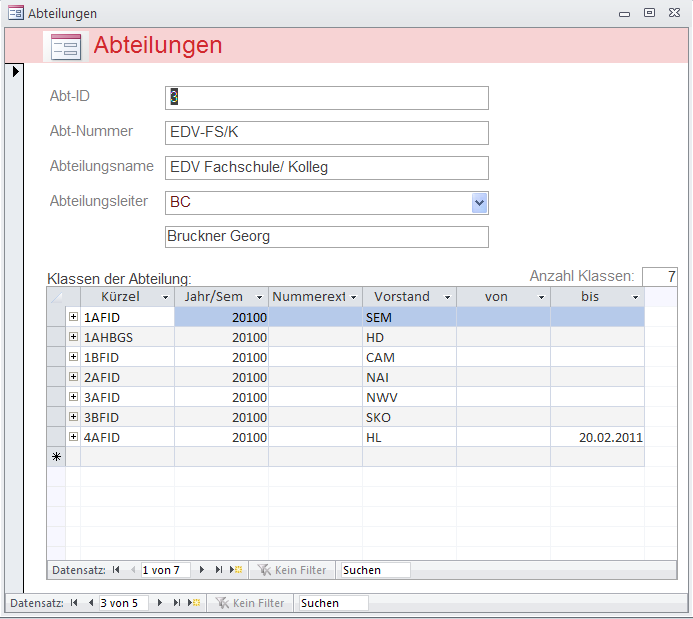 Abteilungen
Abteilungen
Abt-ID 3
Abt-Nummer EDV-FS/K
Abteilungsname EDV Fachschule/ Kolleg
Abteilungsleiter BC
Bruckner Georg
Klassen der Abteilung: Anzahl Klassen: 7
Kürzel Jahr/Sem Nummerext Vorstand von bis
1AFID 20100 SEM
1AHBGS 20100 HD
1BFID 20100 CAM
2AFID 20100 NAI
3AFID 20100 NWV
3BFID 20100 SKO
4AFID 20100 HL 20.02.2011
Datensatz: 1 von 7 Kein Filter Suchen
Datensatz: 3 von 5 Kein Filter Suchen